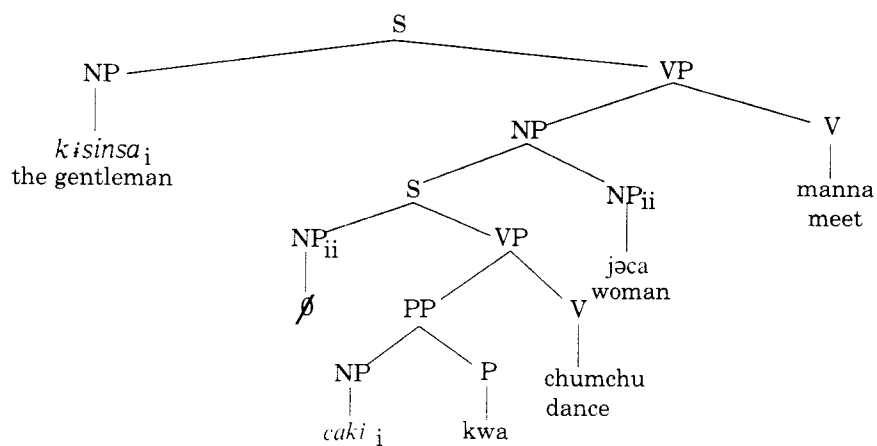 S
NP VP
NP V
kɨsinsa i
the gentleman
S NP ii manna
meet
NP ii VP
jəca
woman
∅ PP V
NP P chumchu
dance
caki i kwa